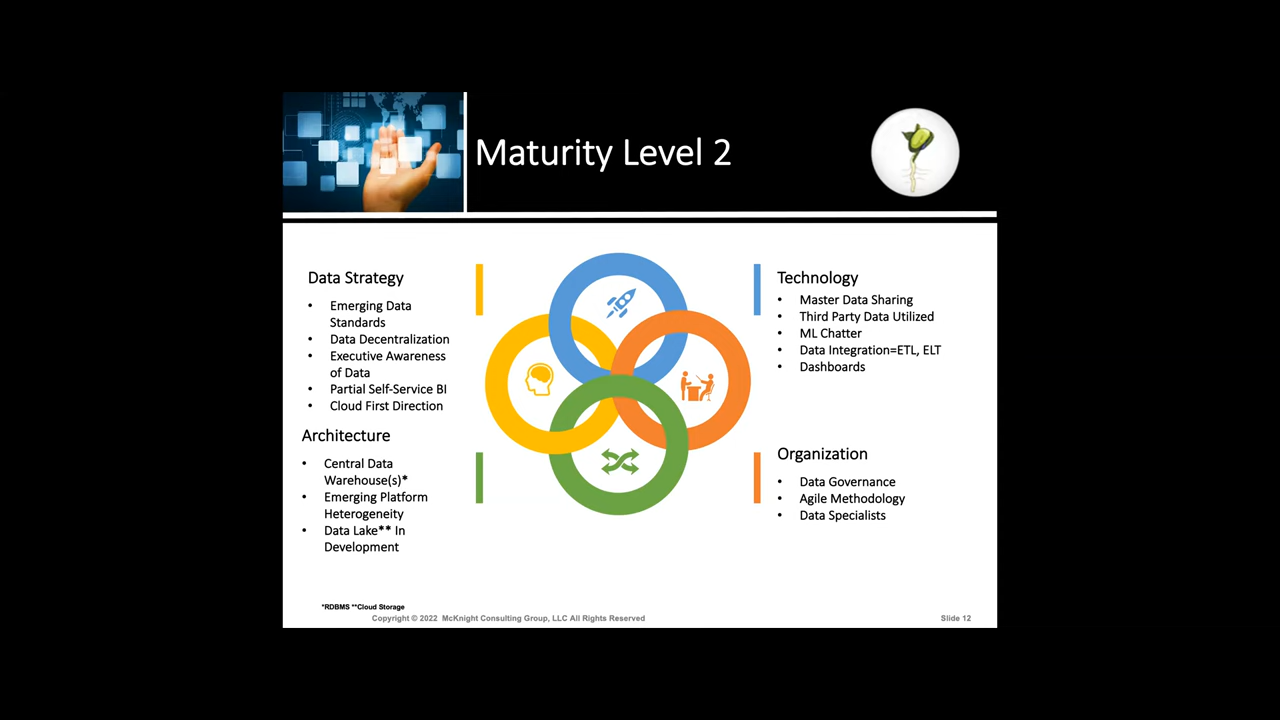 Maturity Level 2
Data Strategy
• Emerging Data
Standards
• Data Decentralization
• Executive Awareness
of Data
• Partial Self-Service BI
• Cloud First Direction
Architecture
• Central Data
Warehouse(s)*
• Emerging Platform
Heterogeneity
• Data Lake** In
Development
Technology
• Master Data Sharing
• Third Party Data Utilized
• ML Chatter
• Data Integration=ETL, ELT
• Dashboards
Organization
• Data Governance
• Agile Methodology
• Data Specialists
*RDBMS **Cloud Storage
Copyright © 2022 McKnight Consulting Group, LLC All Rights Reserved
Slide 12